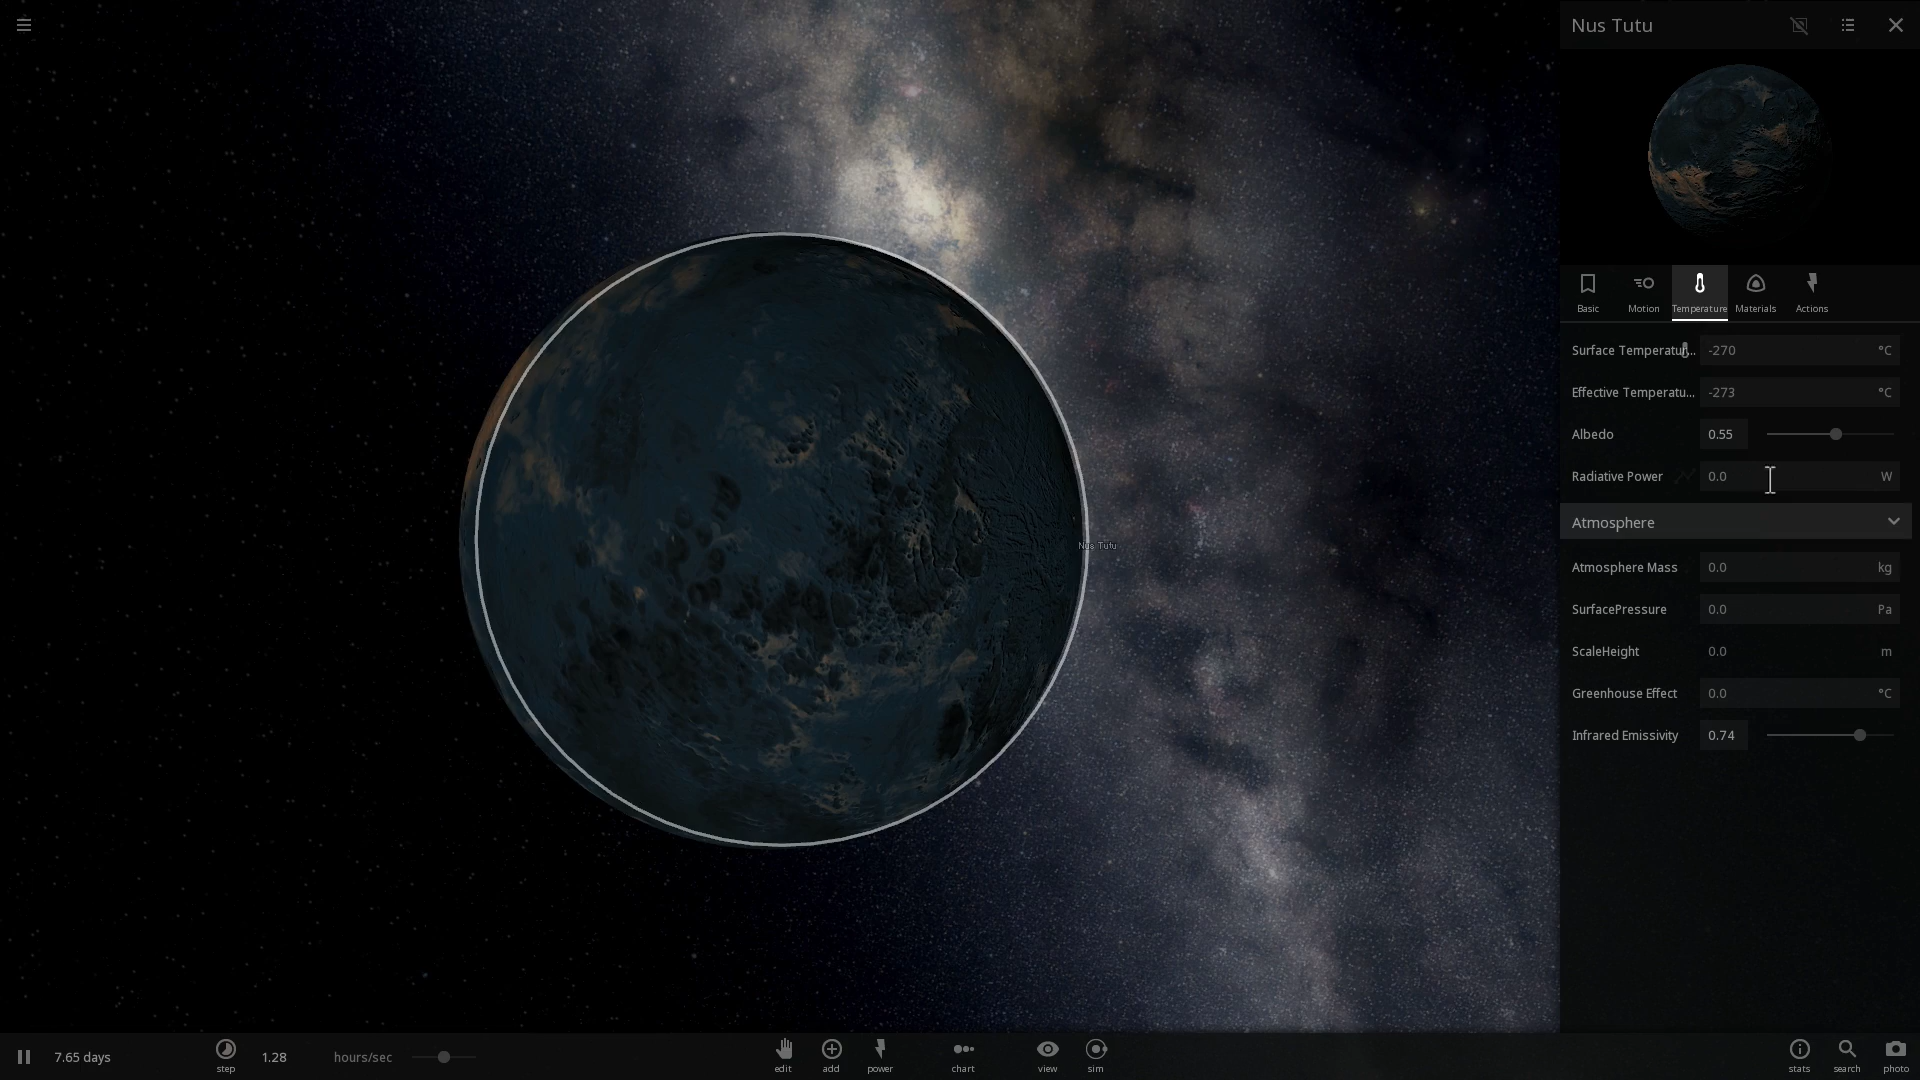 Nus Tutu
Basic
Motion
Temperature
Materials
Actions
Surface Temperatur... -270 °C
Effective Temperatu... -273 °C
Albedo 0.55
Radiative Power 0.0 W
Atmosphere
Nus Tutu
Atmosphere Mass 0.0 kg
SurfacePressure 0.0 Pa
ScaleHeight 0.0 m
Greenhouse Effect 0.0 °C
Infrared Emissivity 0.74
7.65 days
step
1.28 hours/sec
edit
add
power
chart
view
sim
stats
search
photo